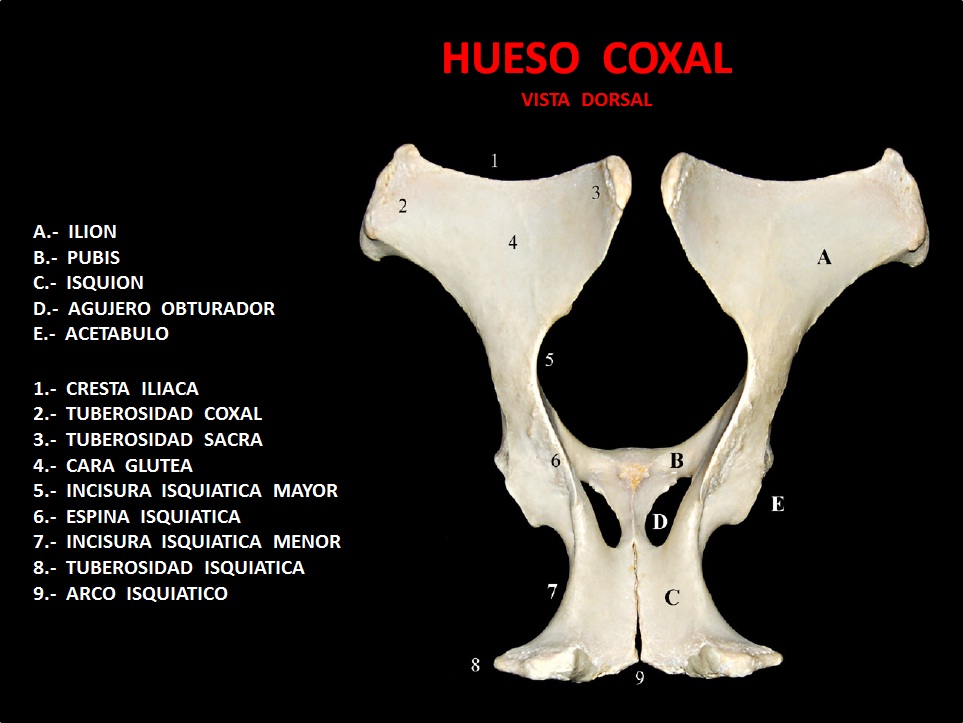 HUESO COXAL
VISTA DORSAL
A.- ILION
B.- PUBIS
C.- ISQUION
D.- AGUJERO OBTURADOR
E.- ACETABULO
1.- CRESTA ILIACA
2.- TUBEROSIDAD COXAL
3.- TUBEROSIDAD SACRA
4.- CARA GLUTEA
5.- INCISURA ISQUIATICA MAYOR
6.- ESPINA ISQUIATICA
7.- INCISURA ISQUIATICA MENOR
8.- TUBEROSIDAD ISQUIATICA
9.- ARCO ISQUIATICO
1
3
2
4
A
5
6
B
E
D
7
C
8
9